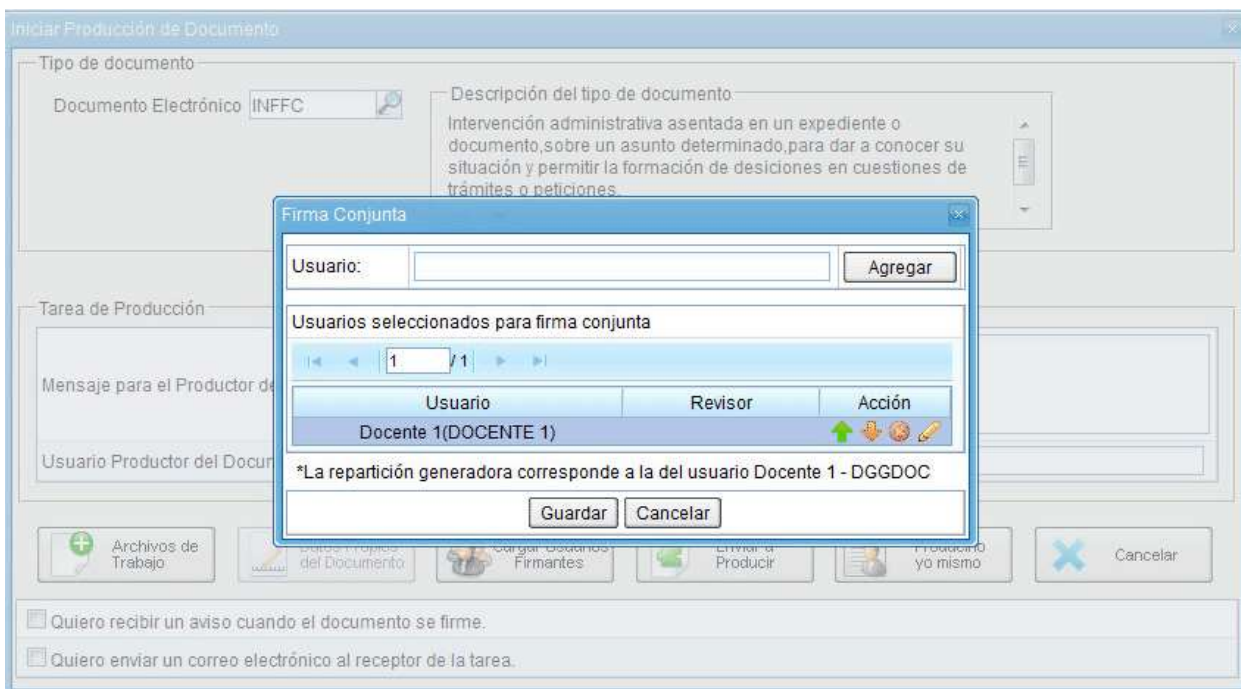 Iniciar Producción de Documento
Tipo de documento
Documento Electrónico INFFC
Descripción del tipo de documento
Intervención administrativa asentada en un expediente o
documento,sobre un asunto determinado,para dar a conocer su
situación y permitir la formación de desiciones en cuestiones de
trámites o peticiones.
Firma Conjunta
Usuario:
Agregar
Tarea de Producción
Usuarios seleccionados para firma conjunta
1 / 1
Mensaje para el Productor de
Usuario Revisor Acción
Docente 1(DOCENTE 1)
Usuario Productor del Docum
*La repartición generadora corresponde a la del usuario Docente 1 - DGGDOC
Guardar Cancelar
Archivos de
Trabajo
Datos Propios
del Documento
Cargar Usuarios
Firmantes
Enviar a
Producir
Producirlo
yo mismo
Cancelar
Quiero recibir un aviso cuando el documento se firme.
Quiero enviar un correo electrónico al receptor de la tarea.